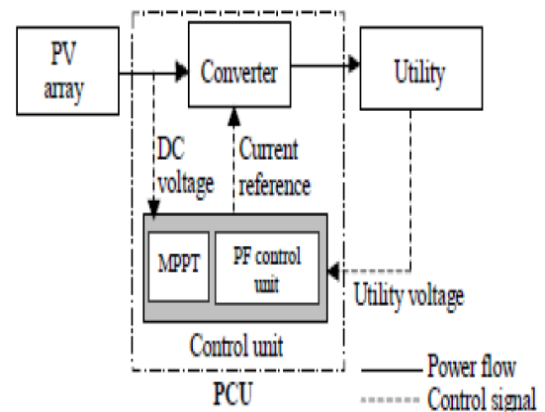 PV
array
Converter
Utility
DC
voltage
Current
reference
MPPT
PF control
unit
Utility voltage
Control unit
PCU
Power flow
Control signal